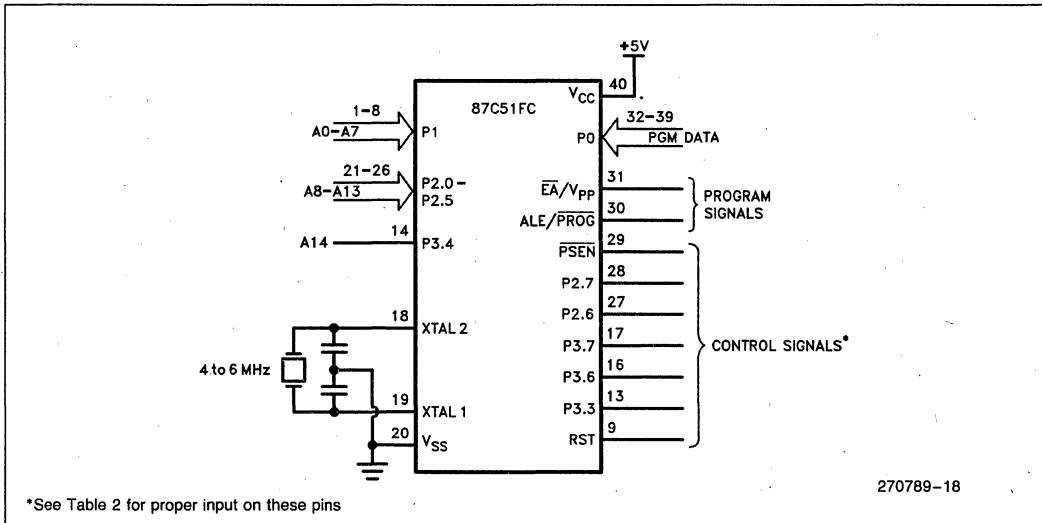 +5V
40
VCC
87C51FC
1-8
A0-A7
P1
32-39
P0
PGM DATA
21-26
A8-A13
P2.0-
P2.5
31
EA/VPP
30
ALE/PROG
PROGRAM
SIGNALS
14
A14
P3.4
29
PSEN
28
P2.7
27
P2.6
17
P3.7
16
P3.6
13
P3.3
9
RST
CONTROL SIGNALS*
18
XTAL 2
4 to 6 MHz
19
XTAL 1
20
VSS
270789-18
*See Table 2 for proper input on these pins